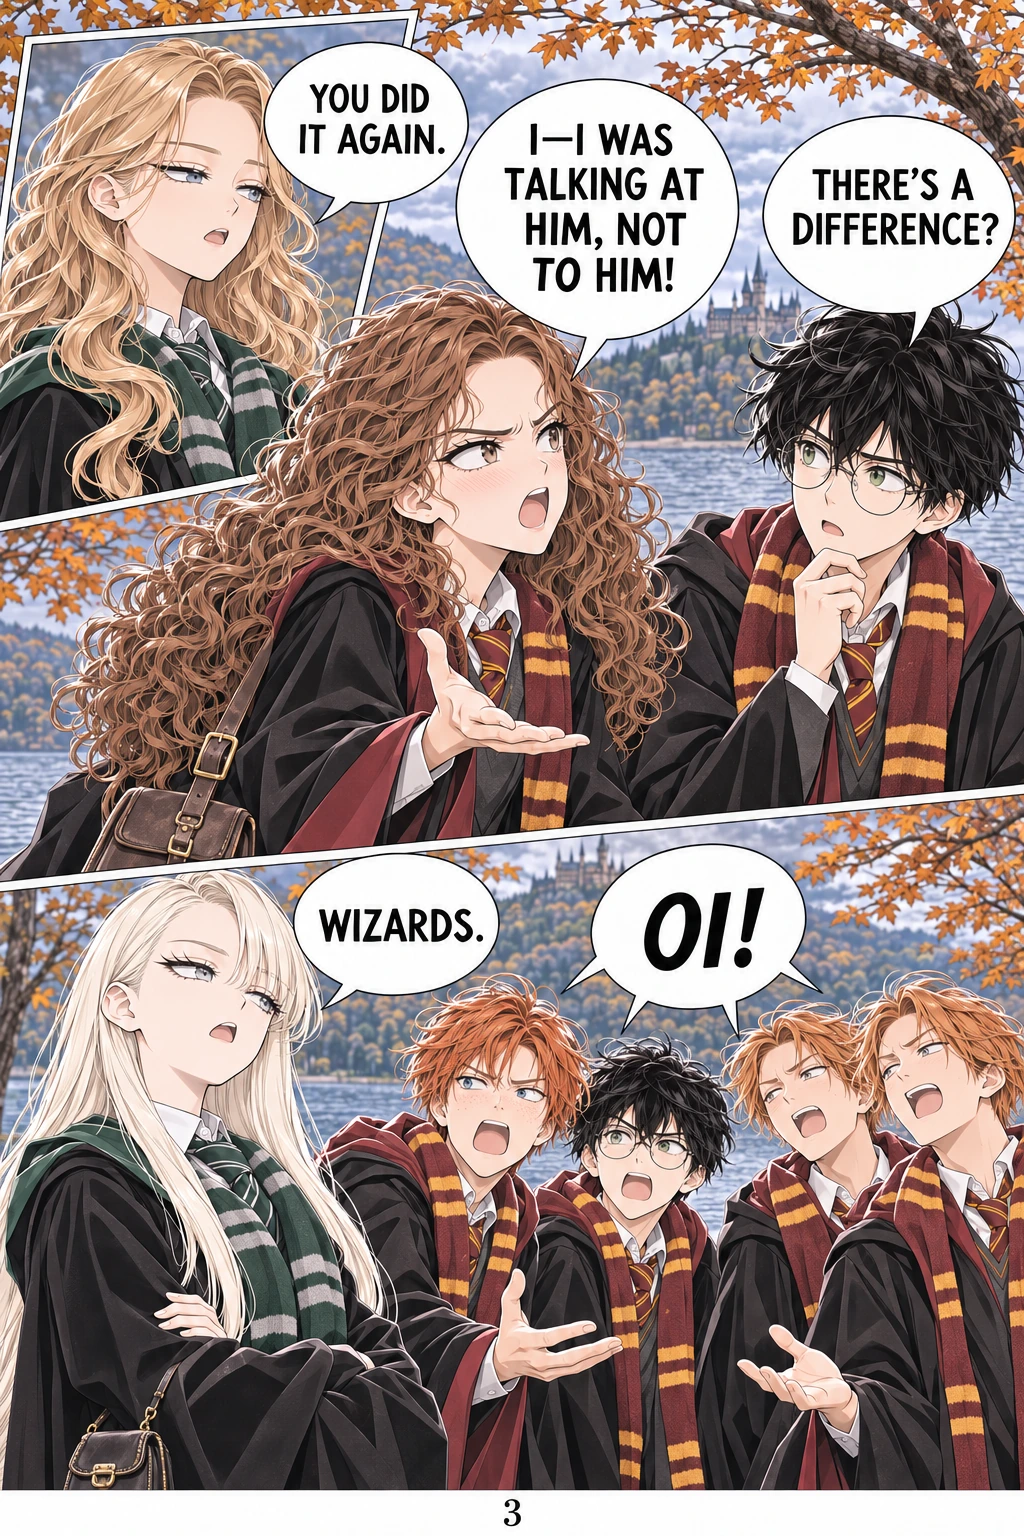 YOU DID
IT AGAIN.
I—I WAS
TALKING AT
HIM, NOT
TO HIM!
THERE'S A
DIFFERENCE?
WIZARDS.
OI!
3